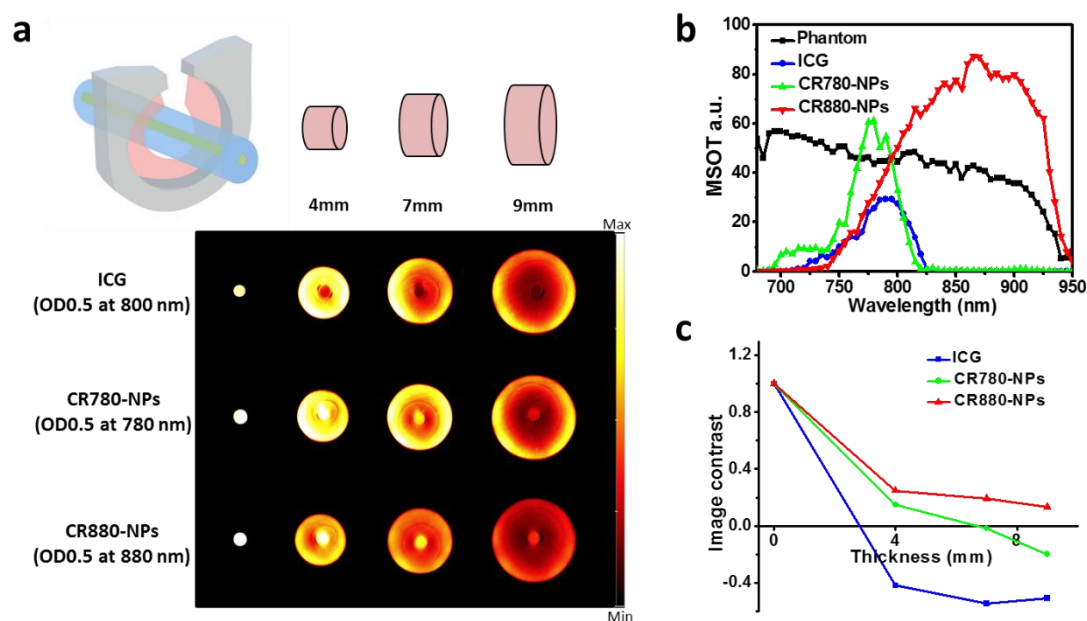 a
4mm
7mm
9mm
Max
ICG
(OD0.5 at 800 nm)
CR780-NPs
(OD0.5 at 780 nm)
CR880-NPs
(OD0.5 at 880 nm)
Min
b
Phantom
ICG
CR780-NPs
CR880-NPs
MSOT a.u.
100
80
60
40
20
0
700 750 800 850 900 950
Wavelength (nm)
c
ICG
CR780-NPs
CR880-NPs
Image contrast
1.2
0.8
0.4
0.0
-0.4
0 4 8
Thickness (mm)